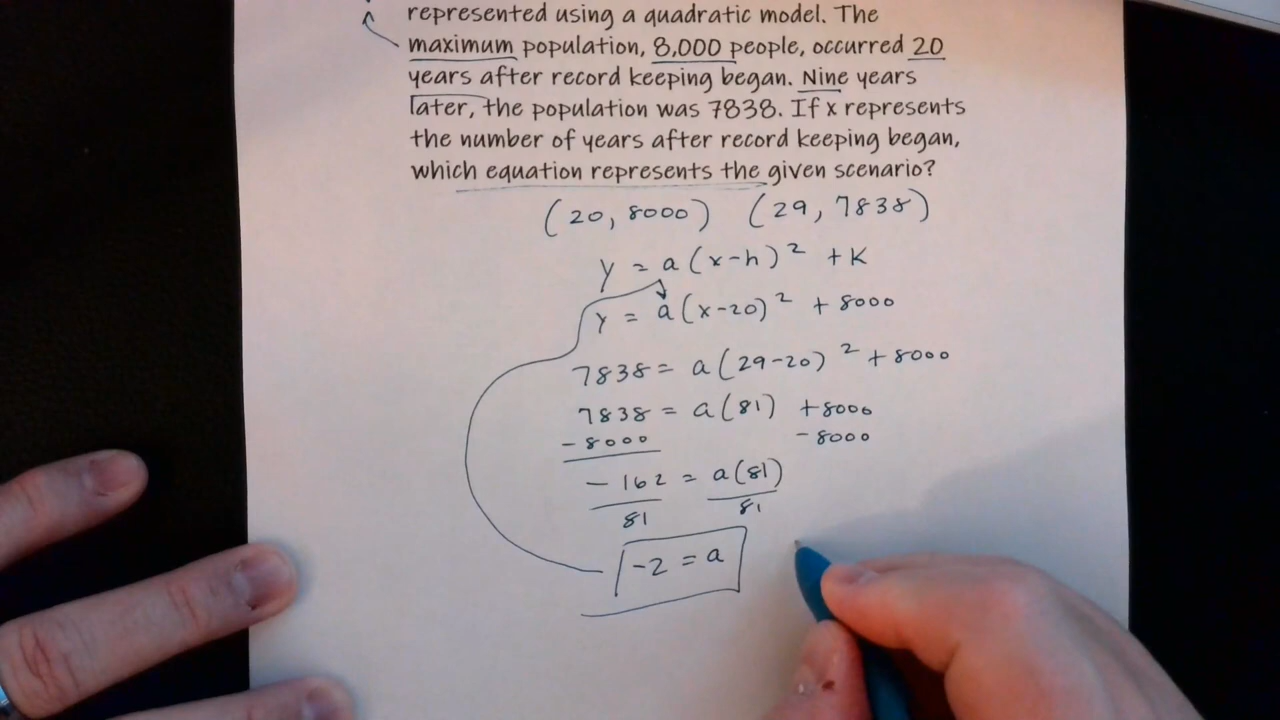 represented using a quadratic model. The
maximum population, 8,000 people, occurred 20
years after record keeping began. Nine years
later, the population was 7838. If x represents
the number of years after record keeping began,
which equation represents the given scenario?
(20, 8000) (29, 7838)
y = a(x-h)² + K
y = a(x-20)² + 8000
7838 = a(29-20)² + 8000
7838 = a(81) + 8000
-8000 - 8000
-162 = a(81)
81 81
-2 = a